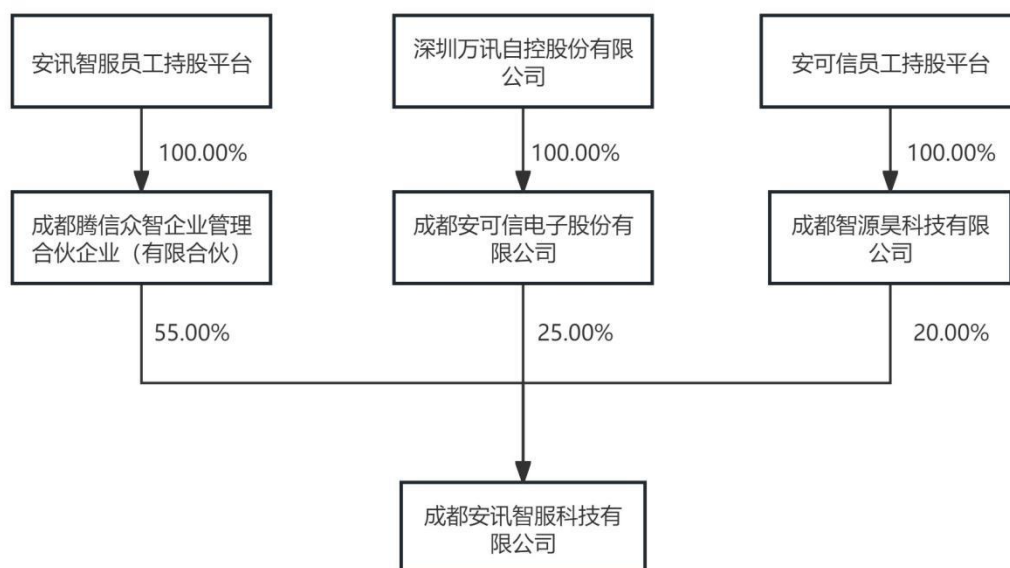 安讯智服员工持股平台
深圳万讯自控股份有限
公司
安可信员工持股平台
100.00%
100.00%
100.00%
成都腾信众智企业管理
合伙企业（有限合伙）
成都安可信电子股份有
限公司
成都智源昊科技有限
公司
55.00%
25.00%
20.00%
成都安讯智服科技有
限公司